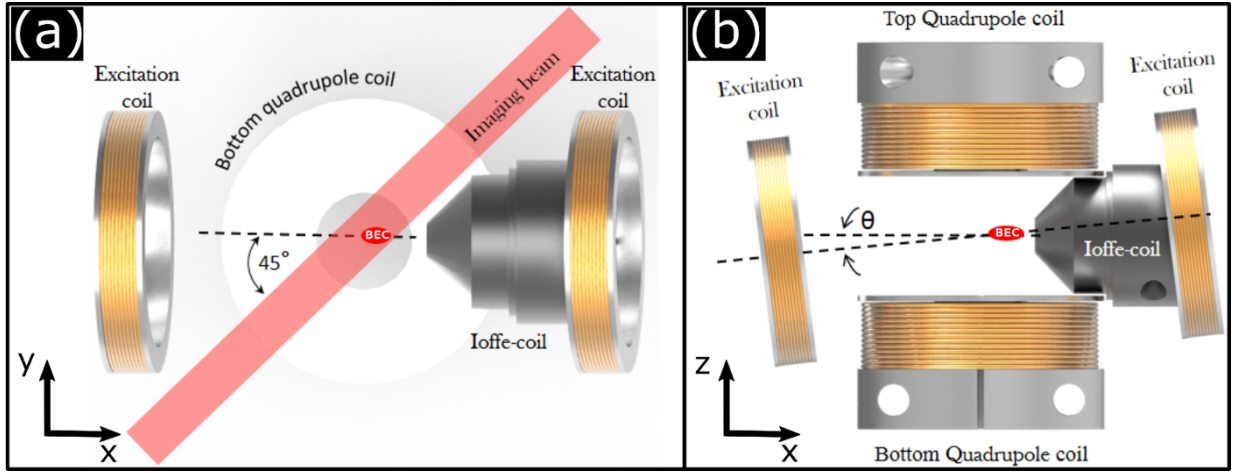 (a)
Excitation
coil
Bottom quadrupole coil
Imaging beam
Excitation
coil
BEC
45°
Ioffe-coil
y
x
(b)
Top Quadrupole coil
Excitation
coil
Excitation
coil
θ
BEC
Ioffe-coil
z
x
Bottom Quadrupole coil